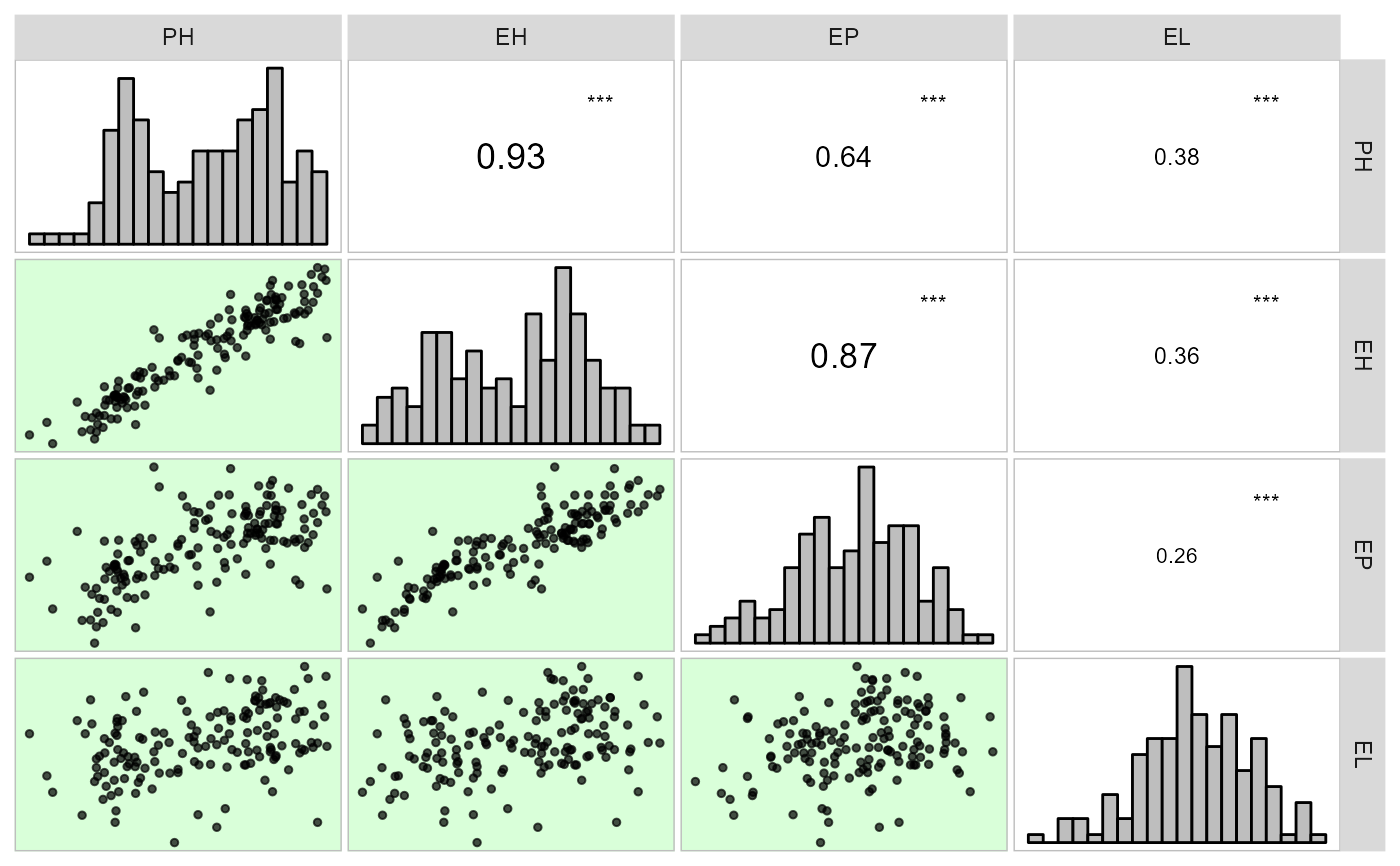 PH EH EP EL
*** *** ***
0.93 0.64 0.38
PH
*** ***
0.87 0.36
EH
***
0.26
EP
EL